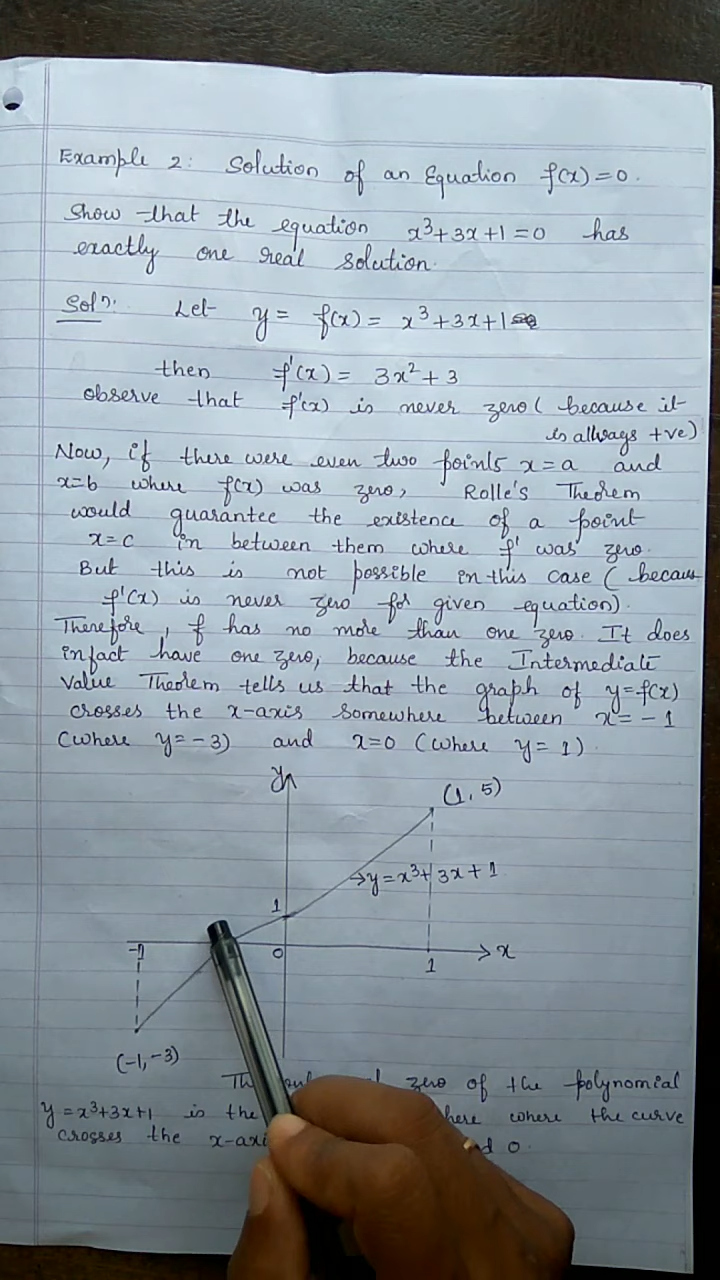 Example 2: Solution of an Equation f(x)=0.
Show that the equation x³+3x+1=0 has
exactly one real solution.
Solⁿ: Let y = f(x) = x³+3x+1
then f'(x) = 3x²+3
observe that f'(x) is never zero (because it
is allways +ve)
Now, if there were even two points x=a and
x=b where f(x) was zero, Rolle's Theorem
would guarantee the existence of a point
x=c in between them where f' was zero.
But this is not possible in this case (becaus
f'(x) is never zero for given equation).
Therefore, f has no more than one zero. It does
infact have one zero, because the Intermediate
Value Theorem tells us that the graph of y=f(x)
crosses the x-axis somewhere between x=-1
(where y=-3) and x=0 (where y=1).
y
(1, 5)
→y=x³+3x+1
1
-1
0
1
x
(-1,-3)
zero of the polynomial
y=x³+3x+1 is the where the curve
crosses the 0.